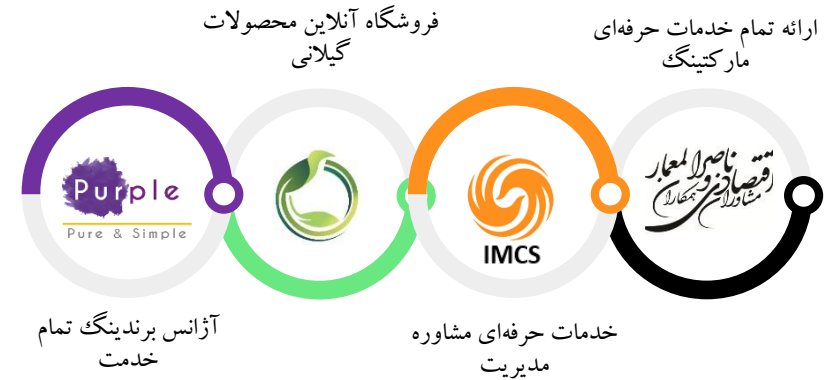 ارائه تمام خدمات حرفه‌ای
مارکتینگ
فروشگاه آنلاین محصولات
گیلانی
ناصرالمعمار
اقتصادی و
مشاوران همکاران
IMCS
Purple
Pure & Simple
خدمات حرفه‌ای مشاوره
مدیریت
آژانس برندینگ تمام
خدمت